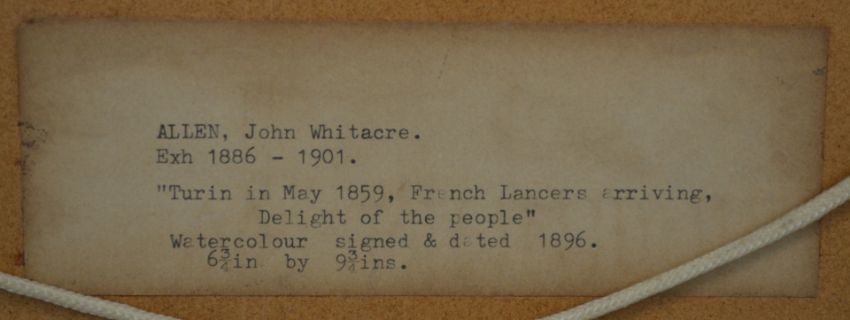 ALLEN, John Whitacre.
Exh 1886 - 1901.
"Turin in May 1859, French Lancers arriving,
Delight of the people"
Watercolour signed & dated 1896.
6¾in by 9¾ins.